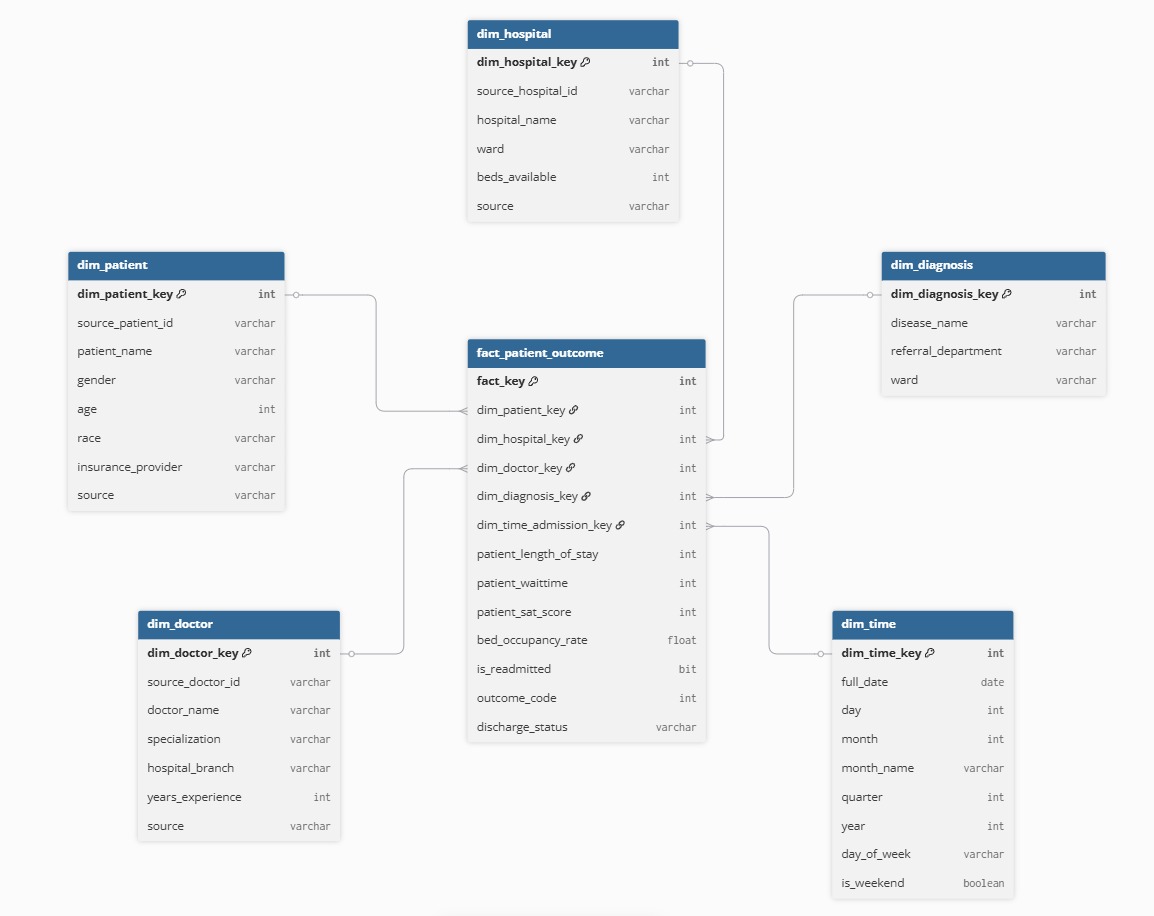 dim_hospital
dim_hospital_key int
source_hospital_id varchar
hospital_name varchar
ward varchar
beds_available int
source varchar
dim_patient
dim_patient_key int
source_patient_id varchar
patient_name varchar
gender varchar
age int
race varchar
insurance_provider varchar
source varchar
dim_diagnosis
dim_diagnosis_key int
disease_name varchar
referral_department varchar
ward varchar
fact_patient_outcome
fact_key int
dim_patient_key int
dim_hospital_key int
dim_doctor_key int
dim_diagnosis_key int
dim_time_admission_key int
patient_length_of_stay int
patient_waittime int
patient_sat_score int
bed_occupancy_rate float
is_readmitted bit
outcome_code int
discharge_status varchar
dim_doctor
dim_doctor_key int
source_doctor_id varchar
doctor_name varchar
specialization varchar
hospital_branch varchar
years_experience int
source varchar
dim_time
dim_time_key int
full_date date
day int
month int
month_name varchar
quarter int
year int
day_of_week varchar
is_weekend boolean